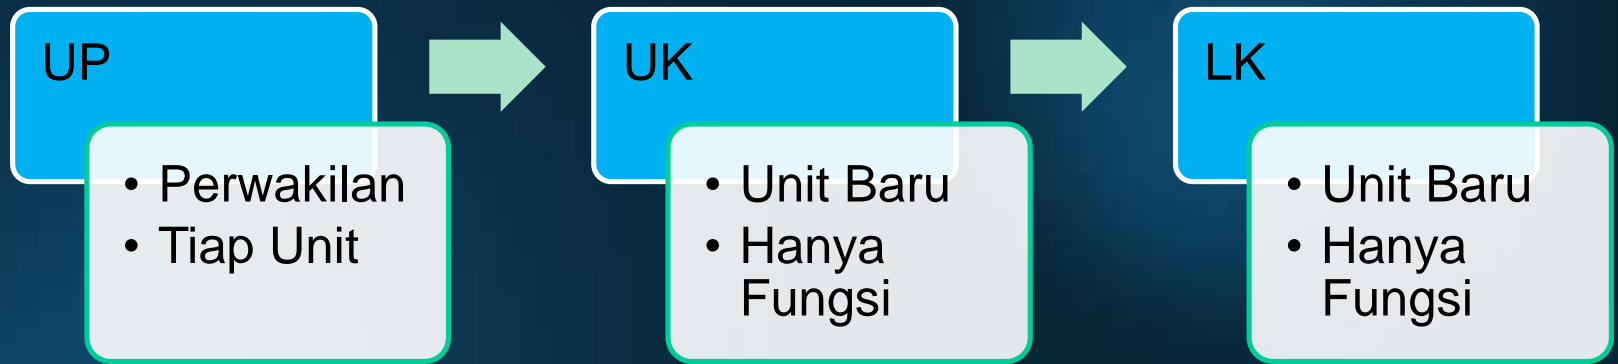 UP
• Perwakilan
• Tiap Unit
UK
• Unit Baru
• Hanya
Fungsi
LK
• Unit Baru
• Hanya
Fungsi